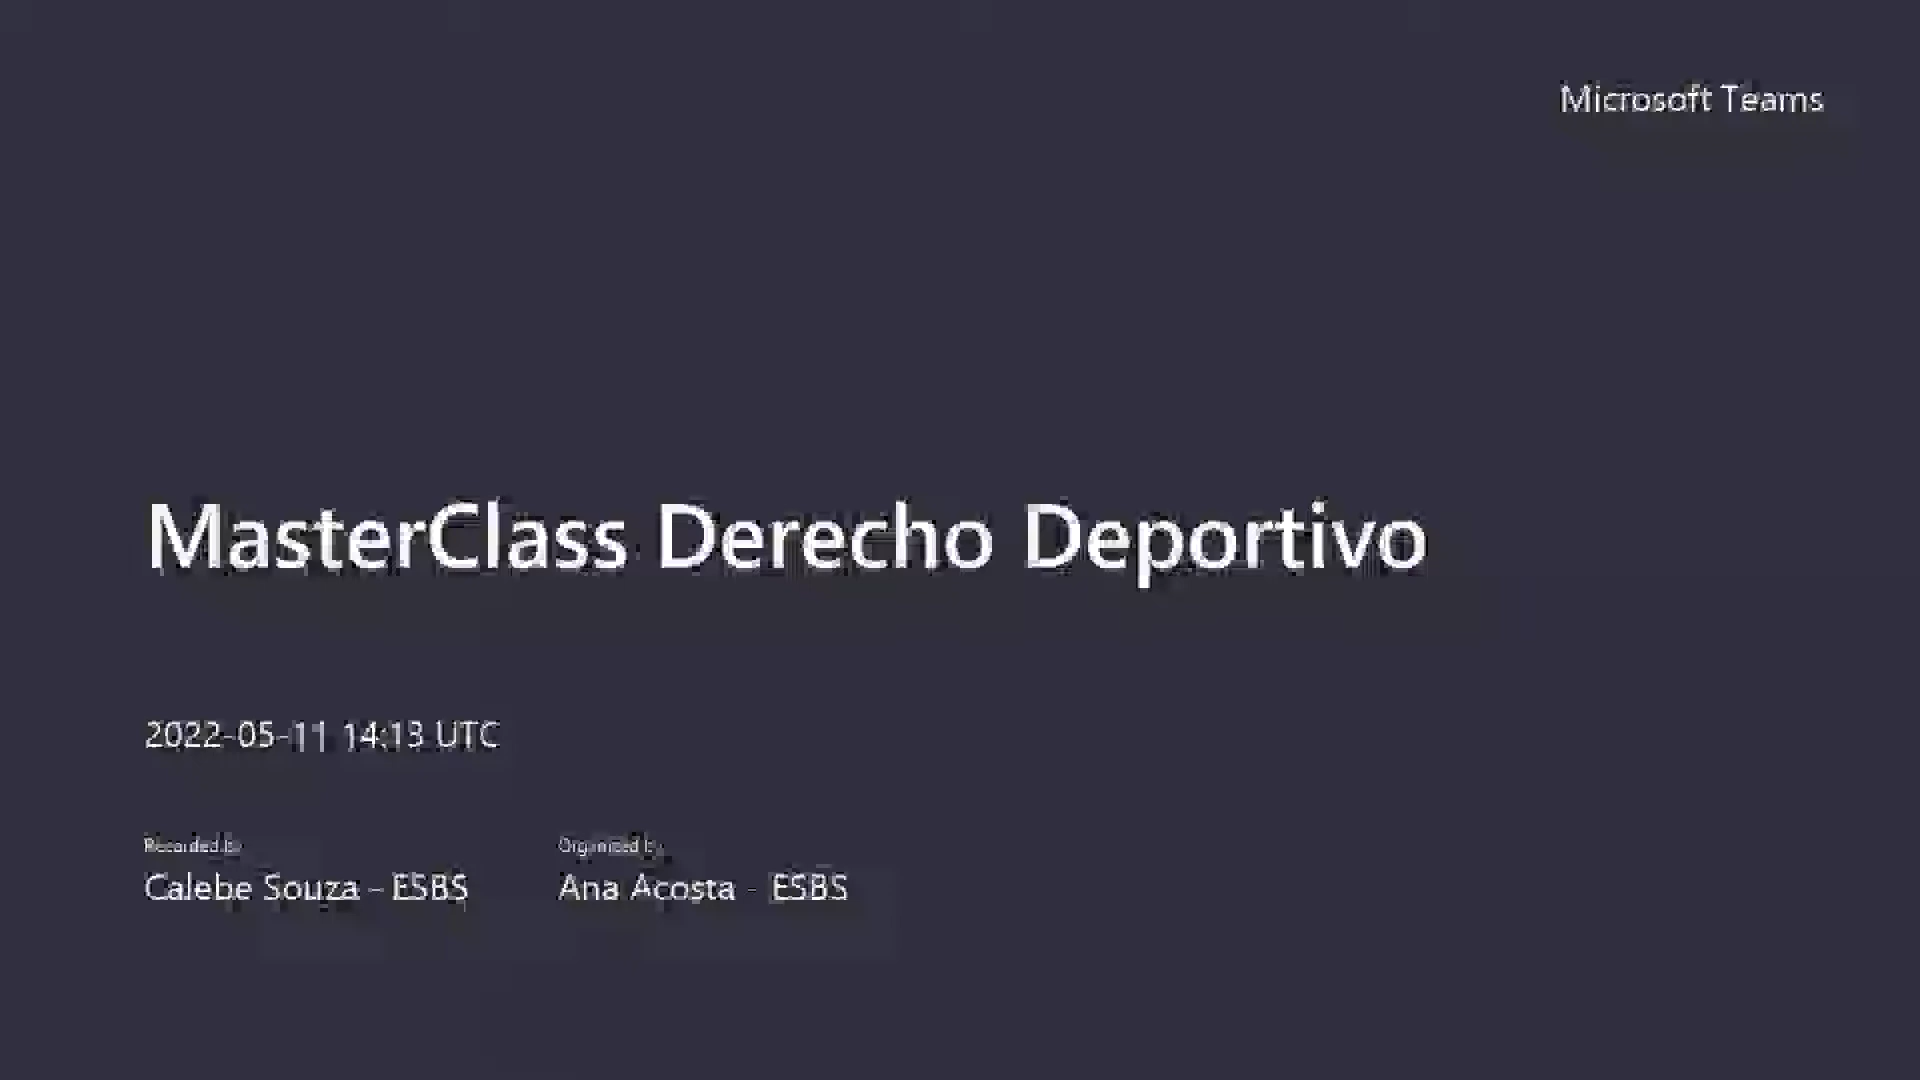 Microsoft Teams
MasterClass Derecho Deportivo
2022-05-11 14:13 UTC
Recorded by
Organized by
Calebe Souza - ESBS
Ana Acosta - ESBS